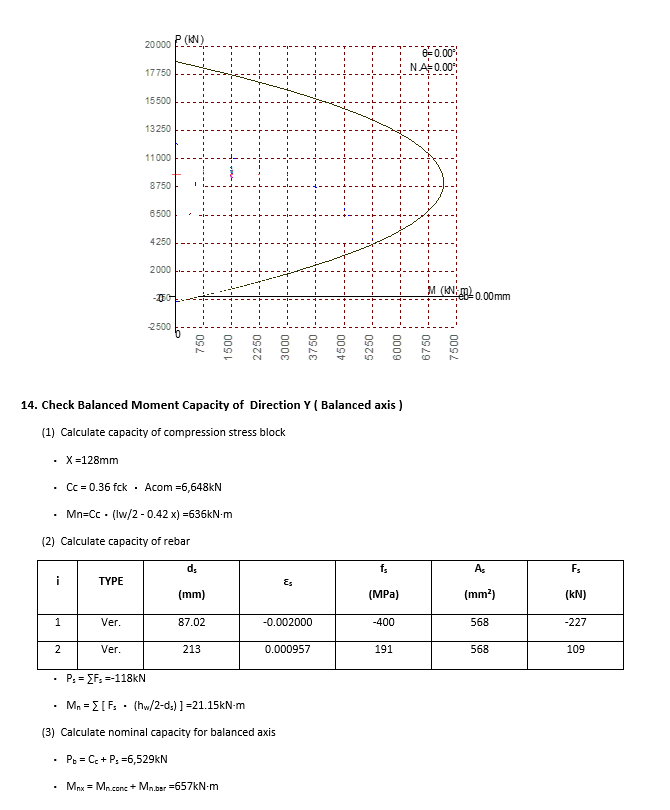 P (kN)
20000
θ=0.00°
N.A=0.00°
17750
15500
13250
11000
8750
6500
4250
2000
M (kN·m)
cb=0.00mm
-250
0
-2500
0
750
1500
2250
3000
3750
4500
5250
6000
6750
7500
14. Check Balanced Moment Capacity of Direction Y ( Balanced axis )
(1) Calculate capacity of compression stress block
· X =128mm
· Cc = 0.36 fck · Acom =6,648kN
· Mn=Cc · (lw/2 - 0.42 x) =636kN·m
(2) Calculate capacity of rebar
i TYPE ds (mm) εs fs (MPa) As (mm²) Fs (kN)
1 Ver. 87.02 -0.002000 -400 568 -227
2 Ver. 213 0.000957 191 568 109
· Ps = ∑Fs =-118kN
· Mn = ∑ [ Fs · (hw/2-ds) ] =21.15kN·m
(3) Calculate nominal capacity for balanced axis
· Pb = Cc + Ps =6,529kN
· Mnx = Mn.conc + Mn.bar =657kN·m